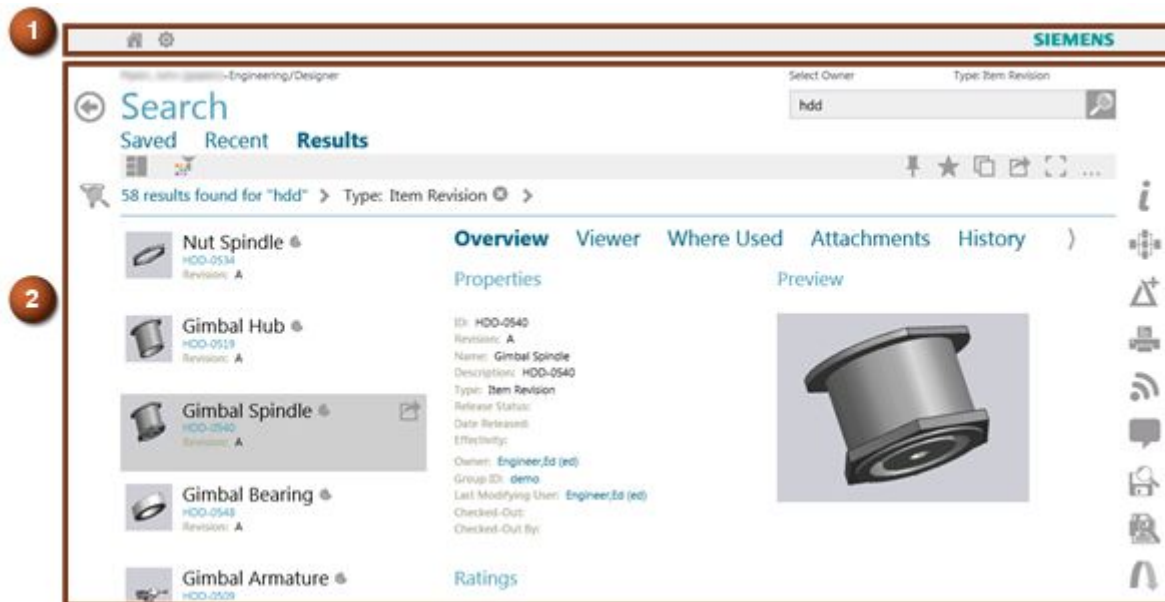 1
SIEMENS
-Engineering/Designer
Select Owner
Type: Item Revision
Search
hdd
Saved Recent Results
58 results found for "hdd" > Type: Item Revision >
2
Nut Spindle
HDD-0534
Revision: A
Gimbal Hub
HDD-0519
Revision: A
Gimbal Spindle
HDD-0540
Revision: A
Gimbal Bearing
HDD-0548
Revision: A
Gimbal Armature
HDD-0509
Overview Viewer Where Used Attachments History
Properties
ID: HDD-0540
Revision: A
Name: Gimbal Spindle
Description: HDD-0540
Type: Item Revision
Release Status:
Date Released:
Effectivity:
Owner: Engineer,Ed (ed)
Group ID: demo
Last Modifying User: Engineer,Ed (ed)
Checked-Out:
Checked-Out By:
Ratings
Preview